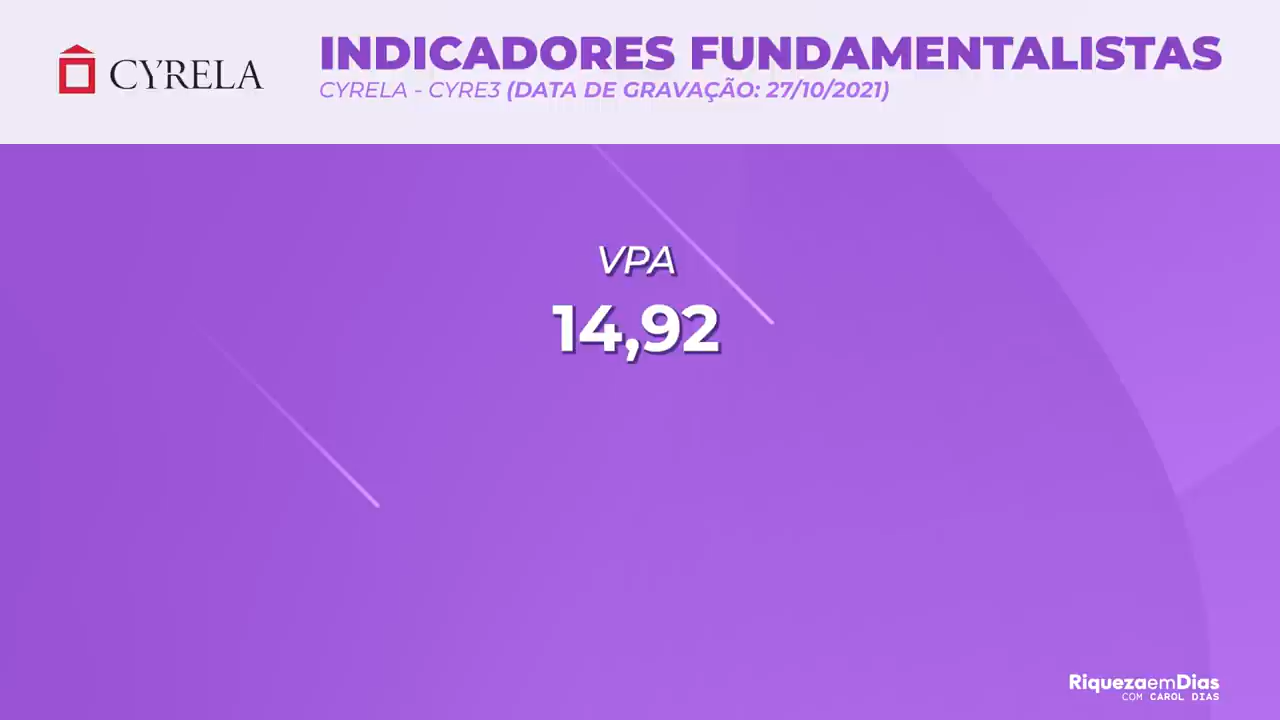 CYRELA
INDICADORES FUNDAMENTALISTAS
CYRELA - CYRE3 (DATA DE GRAVAÇÃO: 27/10/2021)
VPA
14,92
RiquezaemDias
COM CAROL DIAS